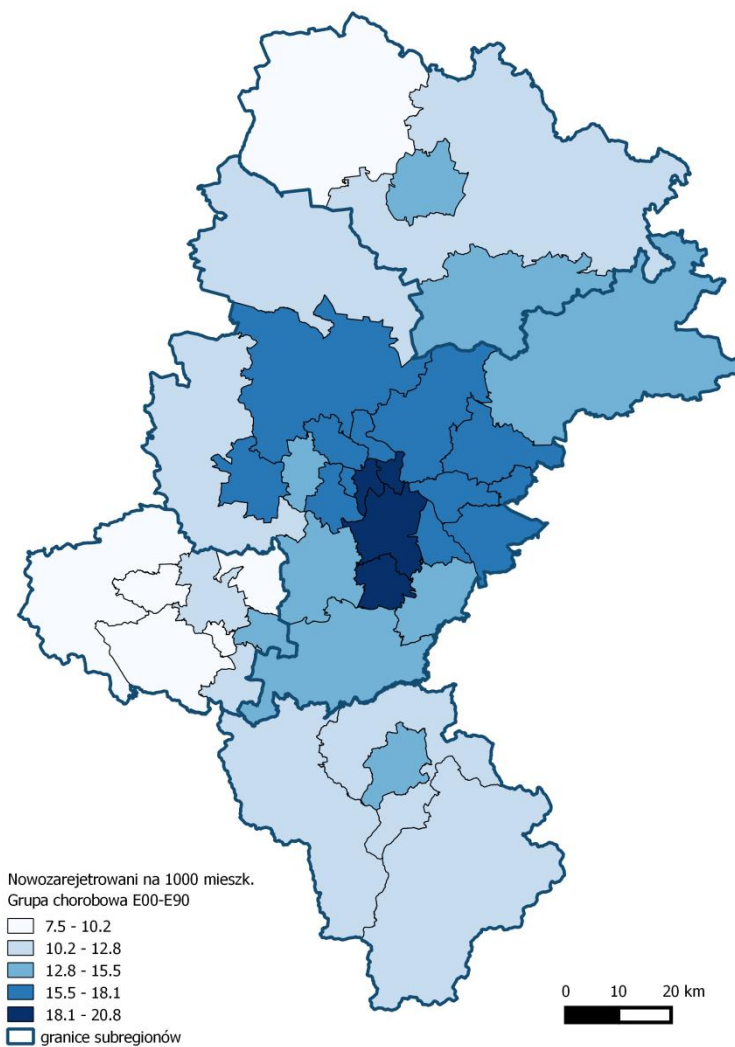 Nowozarejetrowani na 1000 mieszk.
Grupa chorobowa E00-E90
7.5 - 10.2
10.2 - 12.8
12.8 - 15.5
15.5 - 18.1
18.1 - 20.8
granice subregionów
0 10 20 km